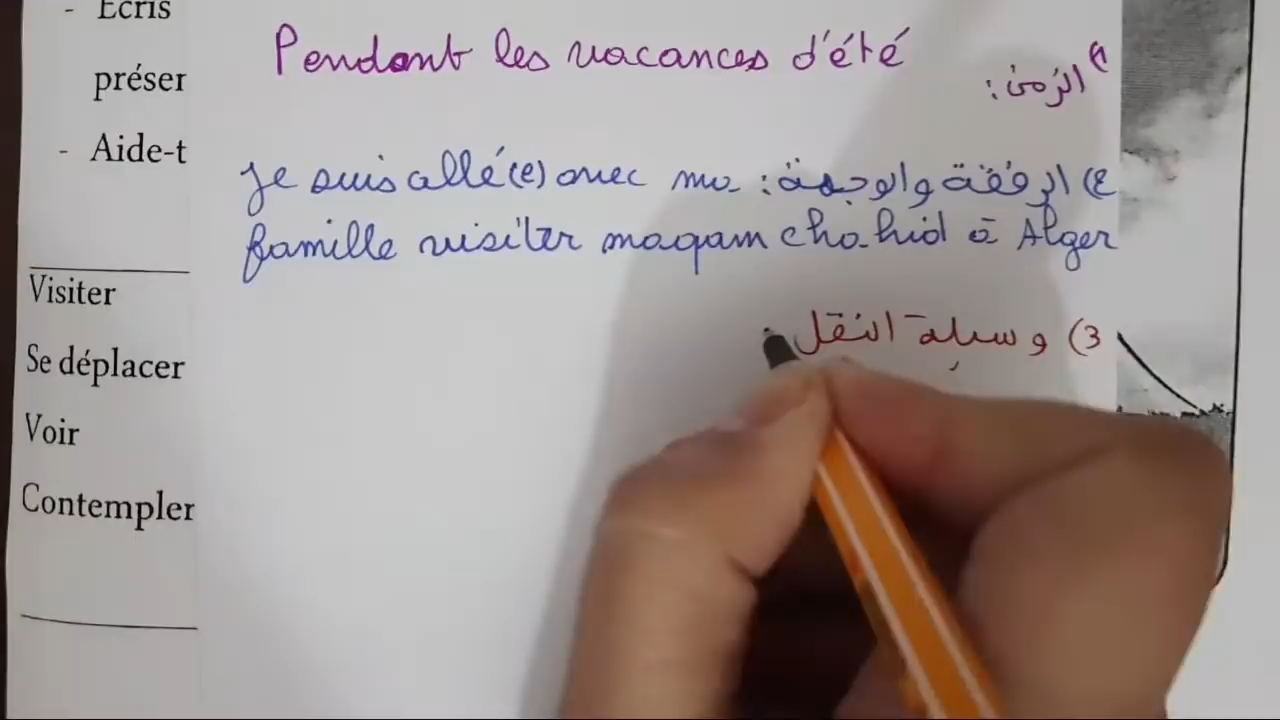 - Ecris
présen
- Aide-t
Visiter
Se déplacer
Voir
Contempler
Pendant les vacances d'été
1) الزمن:
2) الرفقة والوجهة: Je suis allé(e) avec ma
famille visiter maqam chahid à Alger
3) وسيلة النقل